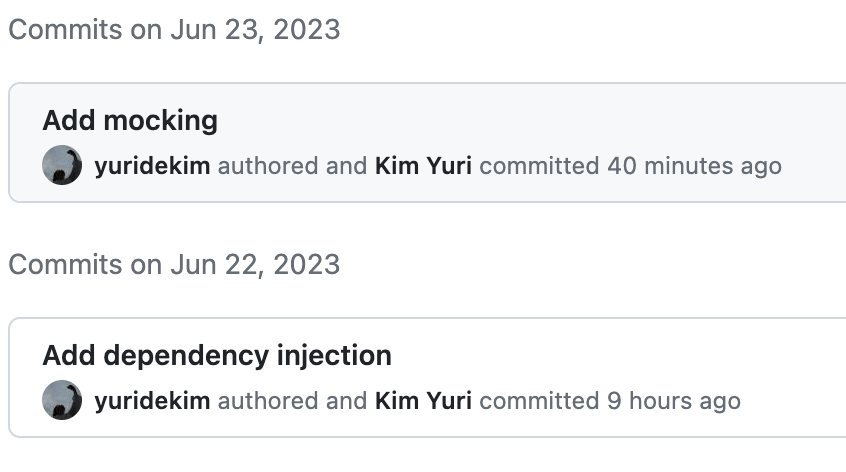 Commits on Jun 23, 2023
Add mocking
yuridekim authored and Kim Yuri committed 40 minutes ago
Commits on Jun 22, 2023
Add dependency injection
yuridekim authored and Kim Yuri committed 9 hours ago